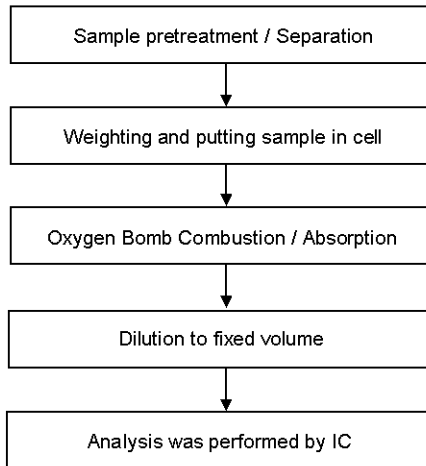 Sample pretreatment / Separation
Weighting and putting sample in cell
Oxygen Bomb Combustion / Absorption
Dilution to fixed volume
Analysis was performed by IC